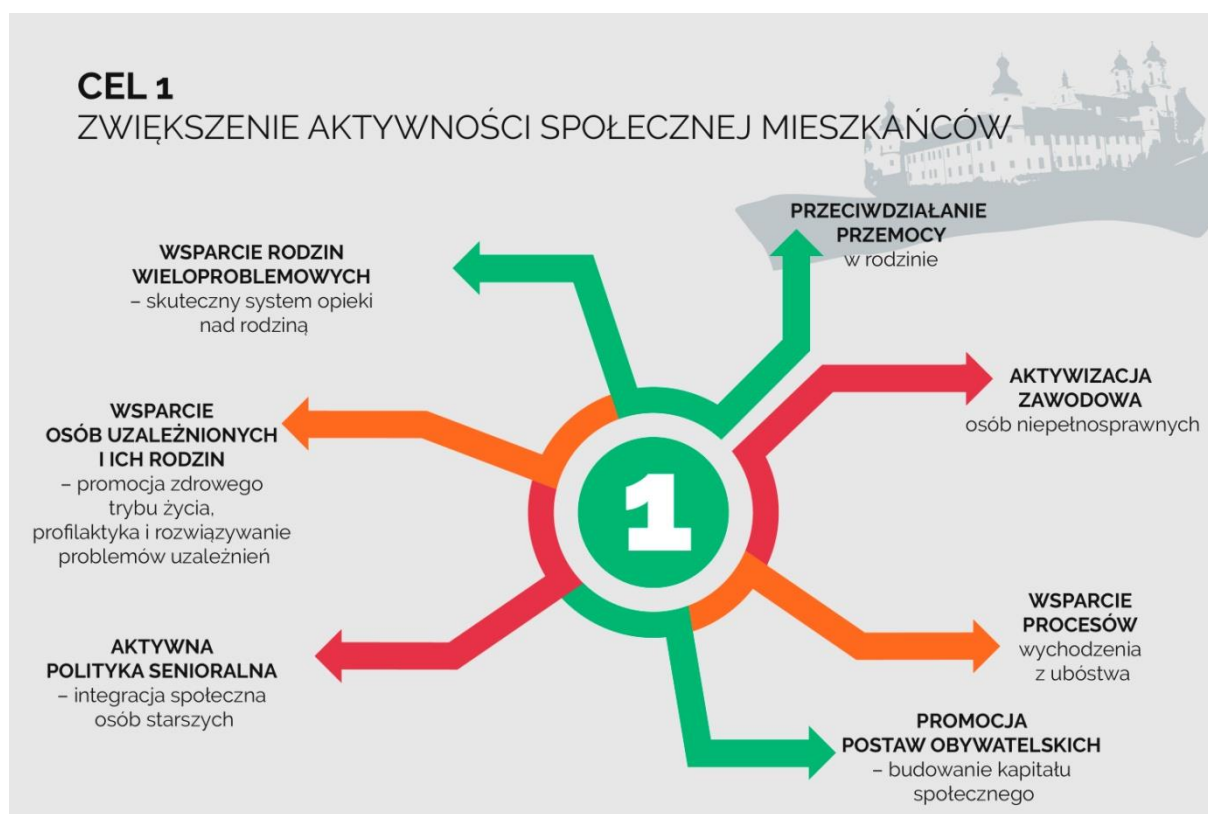 CEL 1
ZWIĘKSZENIE AKTYWNOŚCI SPOŁECZNEJ MIESZKAŃCÓW
WSPARCIE RODZIN
WIELOPROBLEMOWYCH
– skuteczny system opieki
nad rodziną
PRZECIWDZIAŁANIE
PRZEMOCY
w rodzinie
WSPARCIE
OSÓB UZALEŻNIONYCH
I ICH RODZIN
– promocja zdrowego
trybu życia,
profilaktyka i rozwiązywanie
problemów uzależnień
AKTYWIZACJA
ZAWODOWA
osób niepełnosprawnych
1
AKTYWNA
POLITYKA SENIORALNA
– integracja społeczna
osób starszych
WSPARCIE
PROCESÓW
wychodzenia
z ubóstwa
PROMOCJA
POSTAW OBYWATELSKICH
– budowanie kapitału
społecznego